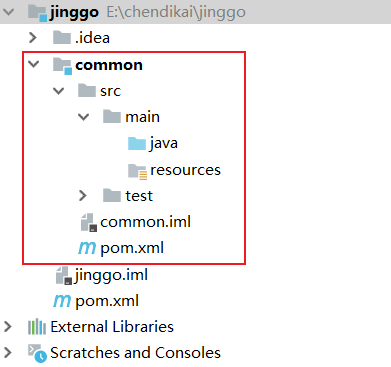 jinggo E:\chendikai\jinggo
.idea
common
src
main
java
resources
test
common.iml
m pom.xml
jinggo.iml
m pom.xml
External Libraries
Scratches and Consoles